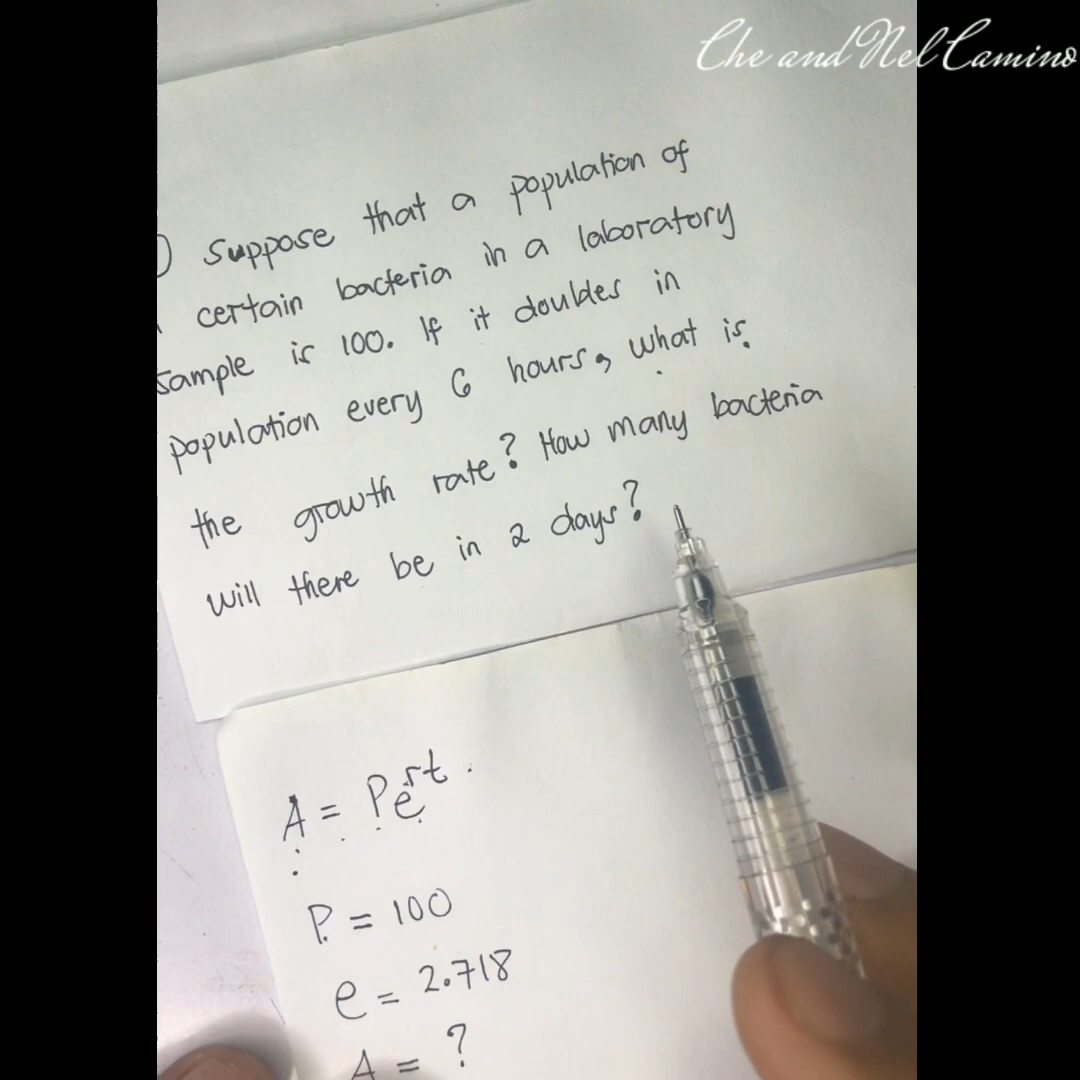 Che and Nel Camino
) Suppose that a population of
certain bacteria in a laboratory
sample is 100. If it doubles in
population every 6 hours, what is
the growth rate? How many bacteria
will there be in 2 days?
A = Pe^rt.
P = 100
e = 2.718
A = ?